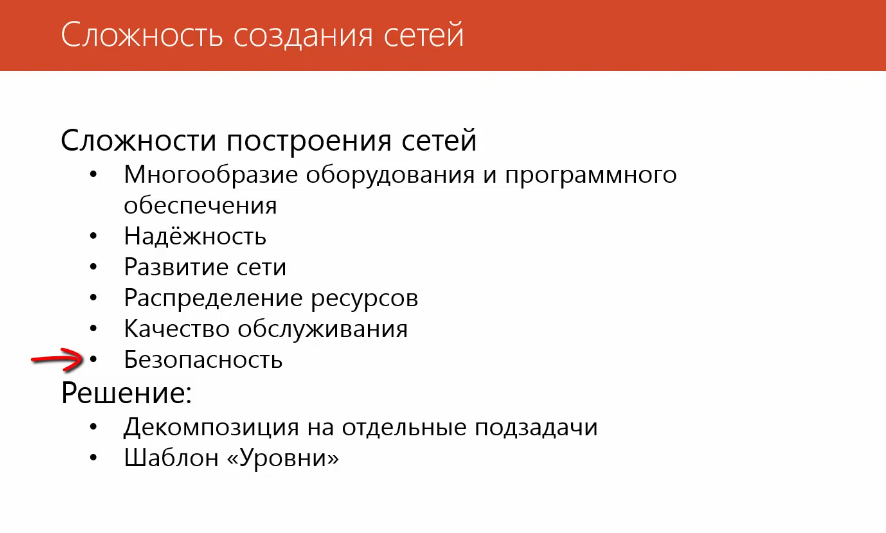 Сложность создания сетей
Сложности построения сетей
• Многообразие оборудования и программного
обеспечения
• Надёжность
• Развитие сети
• Распределение ресурсов
• Качество обслуживания
• Безопасность
Решение:
• Декомпозиция на отдельные подзадачи
• Шаблон «Уровни»